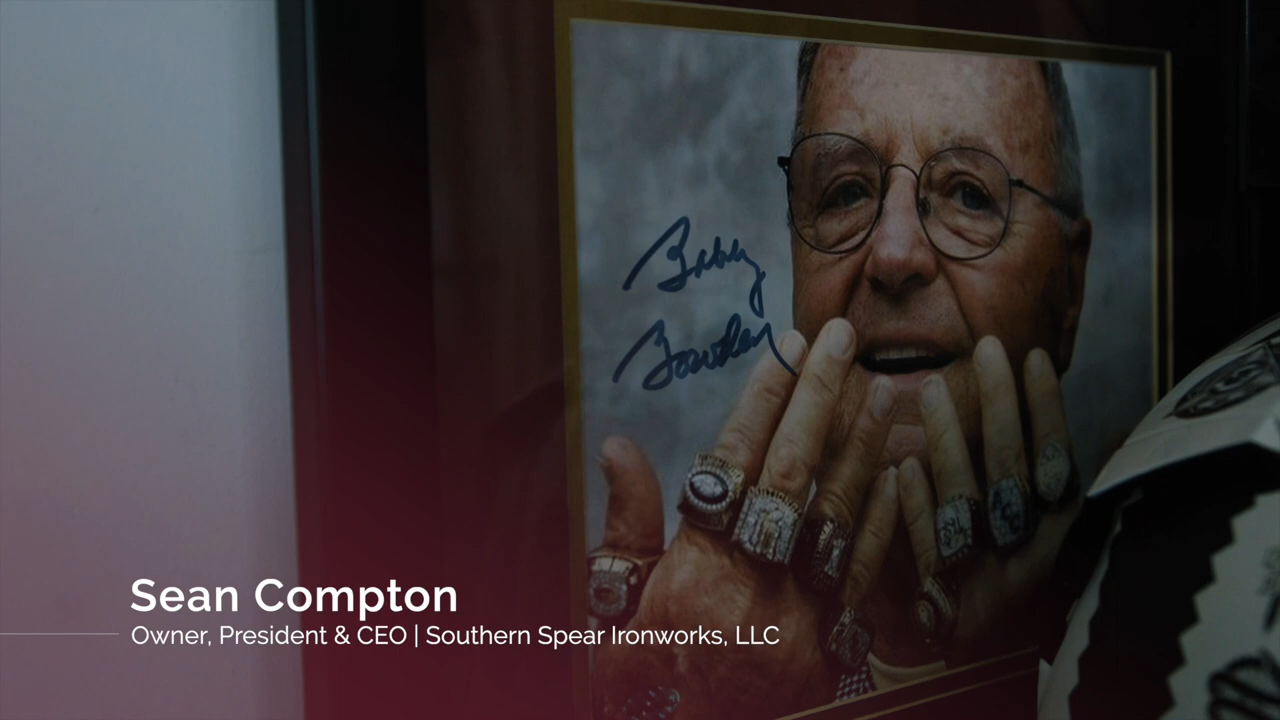 Bobby
Bowden
Sean Compton
Owner, President & CEO | Southern Spear Ironworks, LLC